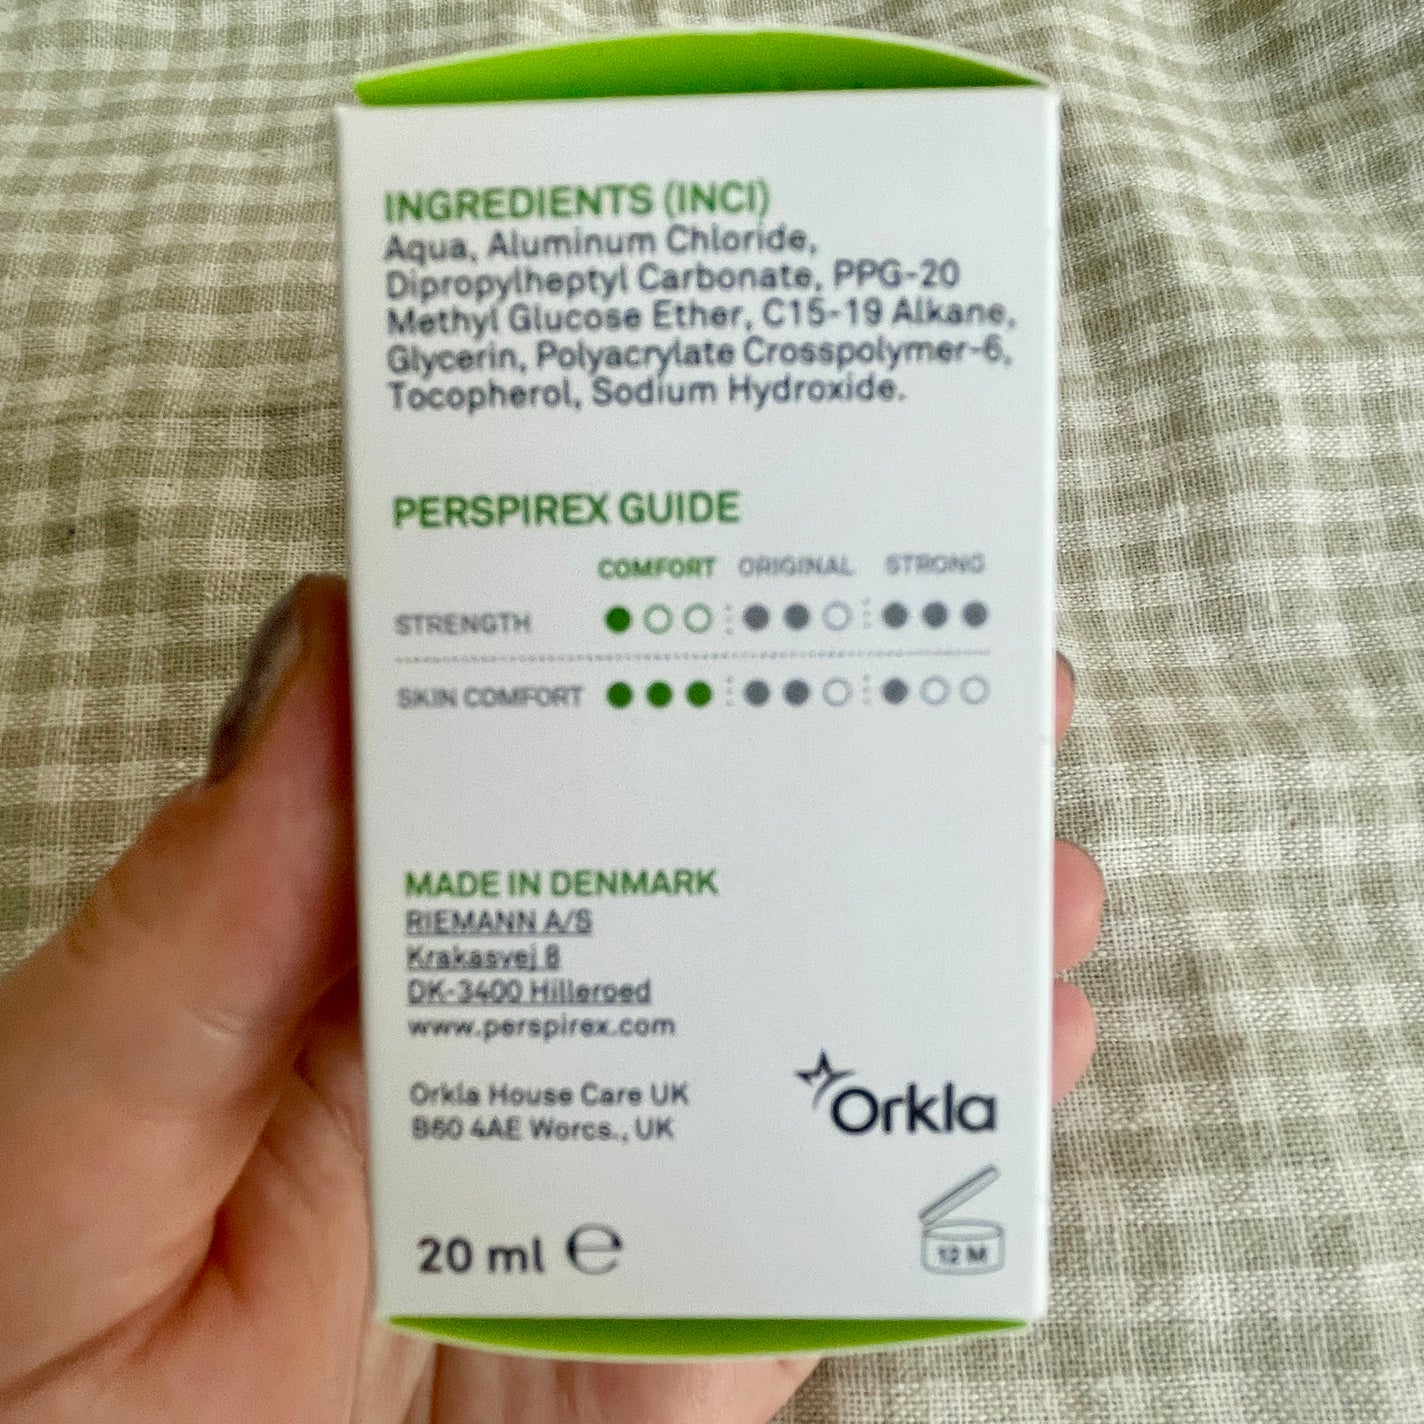 INGREDIENTS (INCI)
Aqua, Aluminum Chloride,
Dipropylheptyl Carbonate, PPG-20
Methyl Glucose Ether, C15-19 Alkane,
Glycerin, Polyacrylate Crosspolymer-6,
Tocopherol, Sodium Hydroxide.
PERSPIREX GUIDE
COMFORT ORIGINAL STRONG
STRENGTH
SKIN COMFORT
MADE IN DENMARK
RIEMANN A/S
Krakasvej 8
DK-3400 Hilleroed
www.perspirex.com
Orkla House Care UK
B60 4AE Worcs., UK
Orkla
20 ml e
12 M